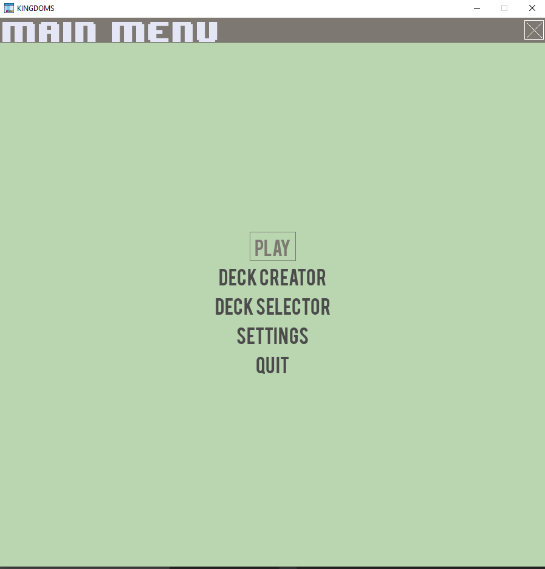 KINGDOMS
MAIN MENU
PLAY
DECK CREATOR
DECK SELECTOR
SETTINGS
QUIT